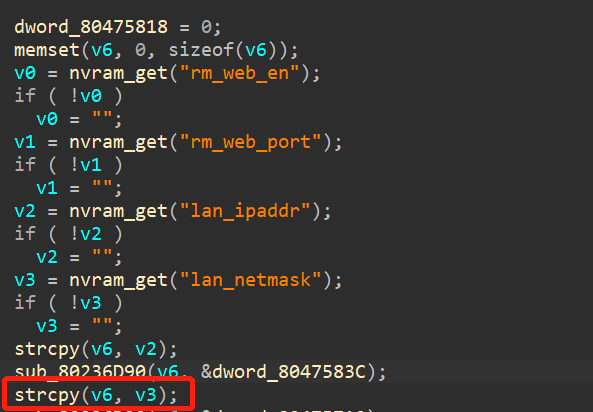 dword_80475818 = 0;
memset(v6, 0, sizeof(v6));
v0 = nvram_get("rm_web_en");
if ( !v0 )
v0 = "";
v1 = nvram_get("rm_web_port");
if ( !v1 )
v1 = "";
v2 = nvram_get("lan_ipaddr");
if ( !v2 )
v2 = "";
v3 = nvram_get("lan_netmask");
if ( !v3 )
v3 = "";
strcpy(v6, v2);
sub_80236D90(v6, &dword_8047583C);
strcpy(v6, v3);